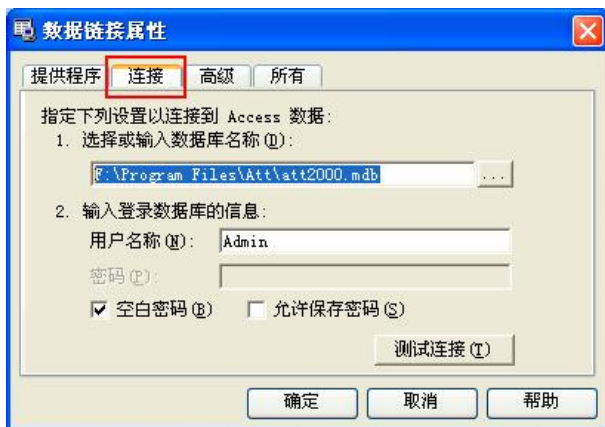 数据链接属性
提供程序 连接 高级 所有
指定下列设置以连接到 Access 数据:
1. 选择或输入数据库名称(D):
F:\Program Files\Att\att2000.mdb ...
2. 输入登录数据库的信息:
用户名称(N): Admin
密码(P):
空白密码(B) 允许保存密码(S)
测试连接(T)
确定 取消 帮助